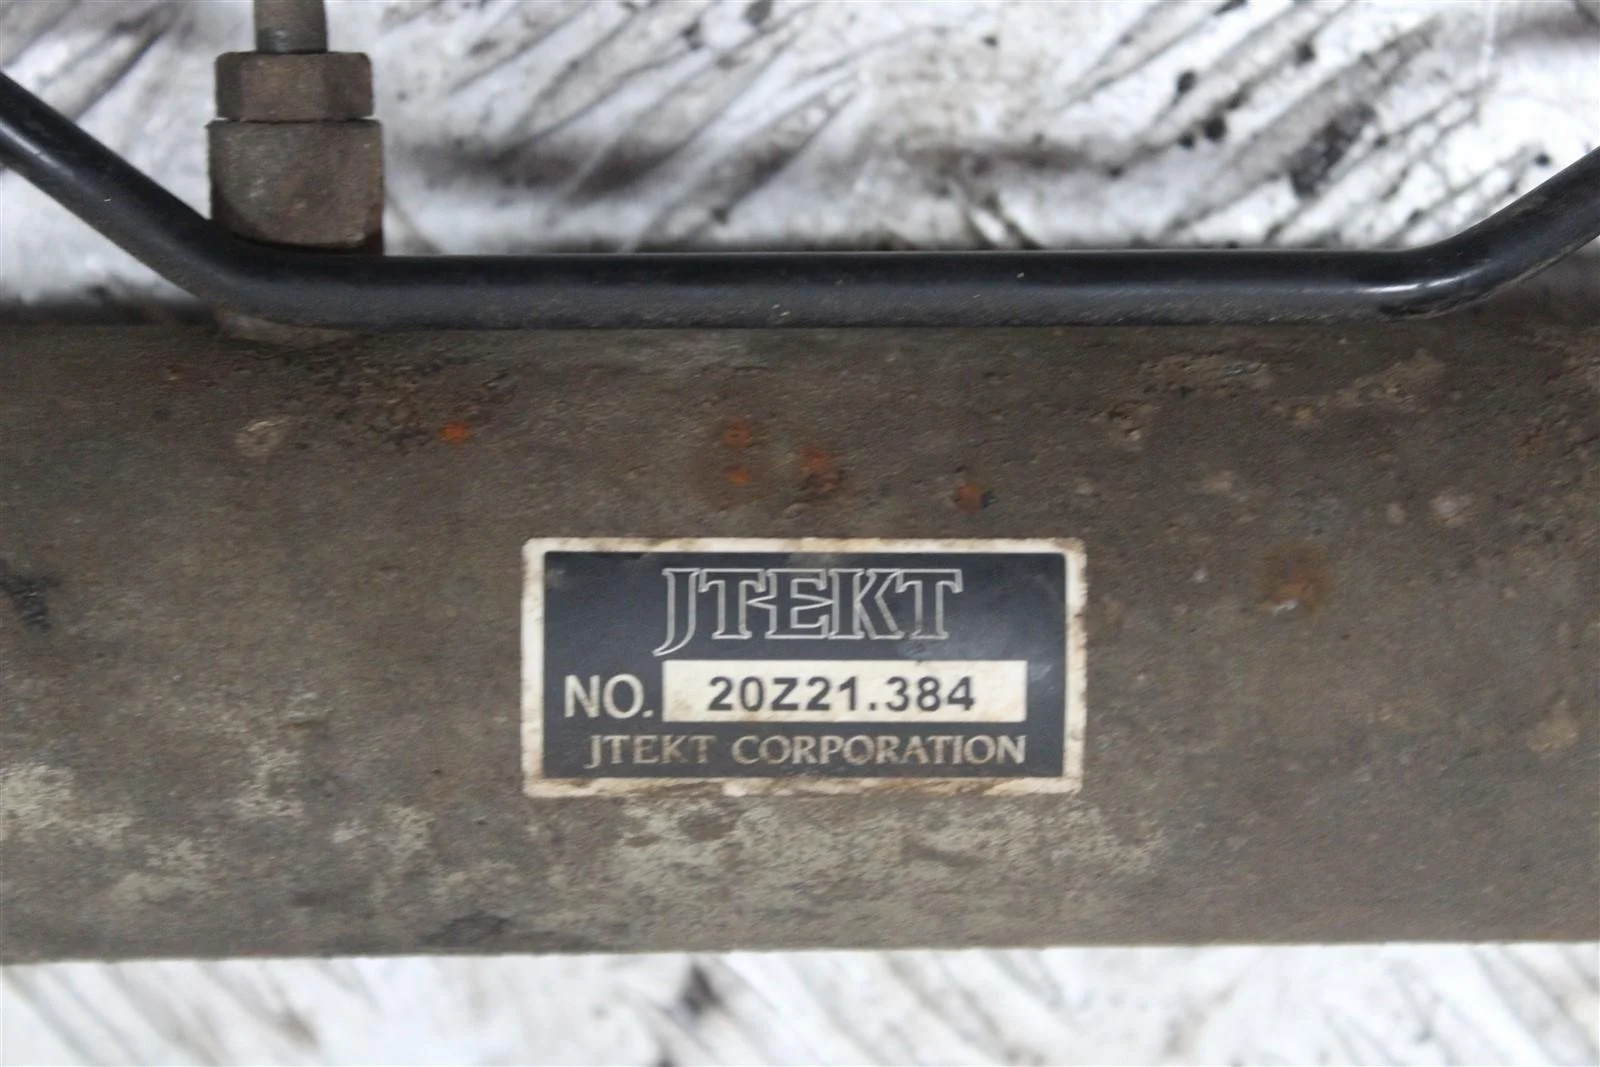 JTEKT
NO. 20Z21.384
JTEKT CORPORATION